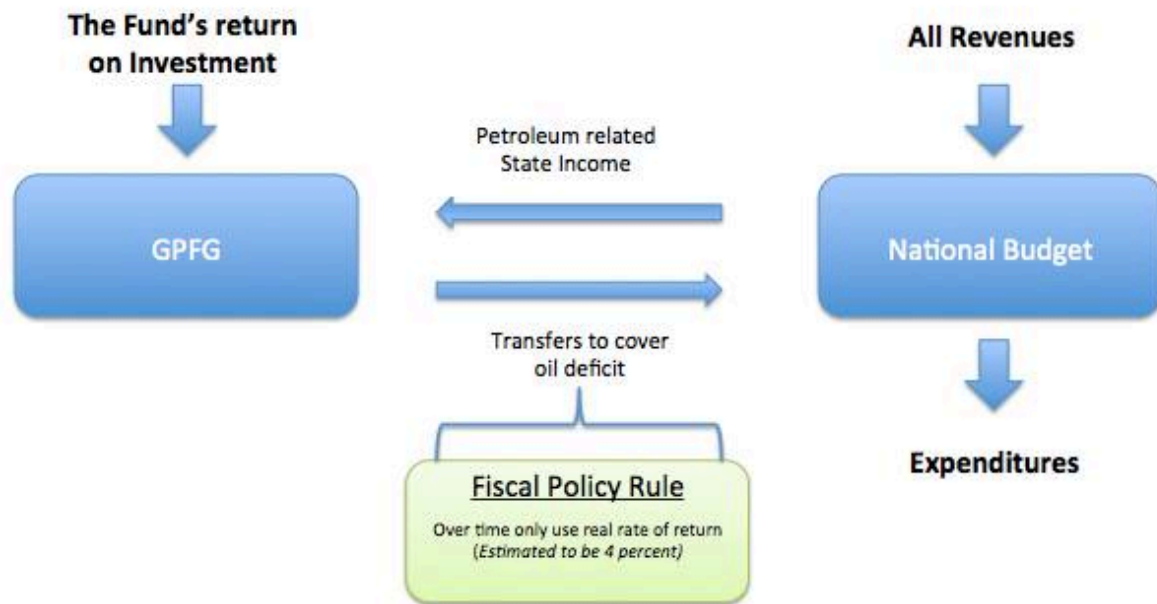 The Fund's return
on Investment
All Revenues
Petroleum related
State Income
GPFG
National Budget
Transfers to cover
oil deficit
Expenditures
Fiscal Policy Rule
Over time only use real rate of return
(Estimated to be 4 percent)